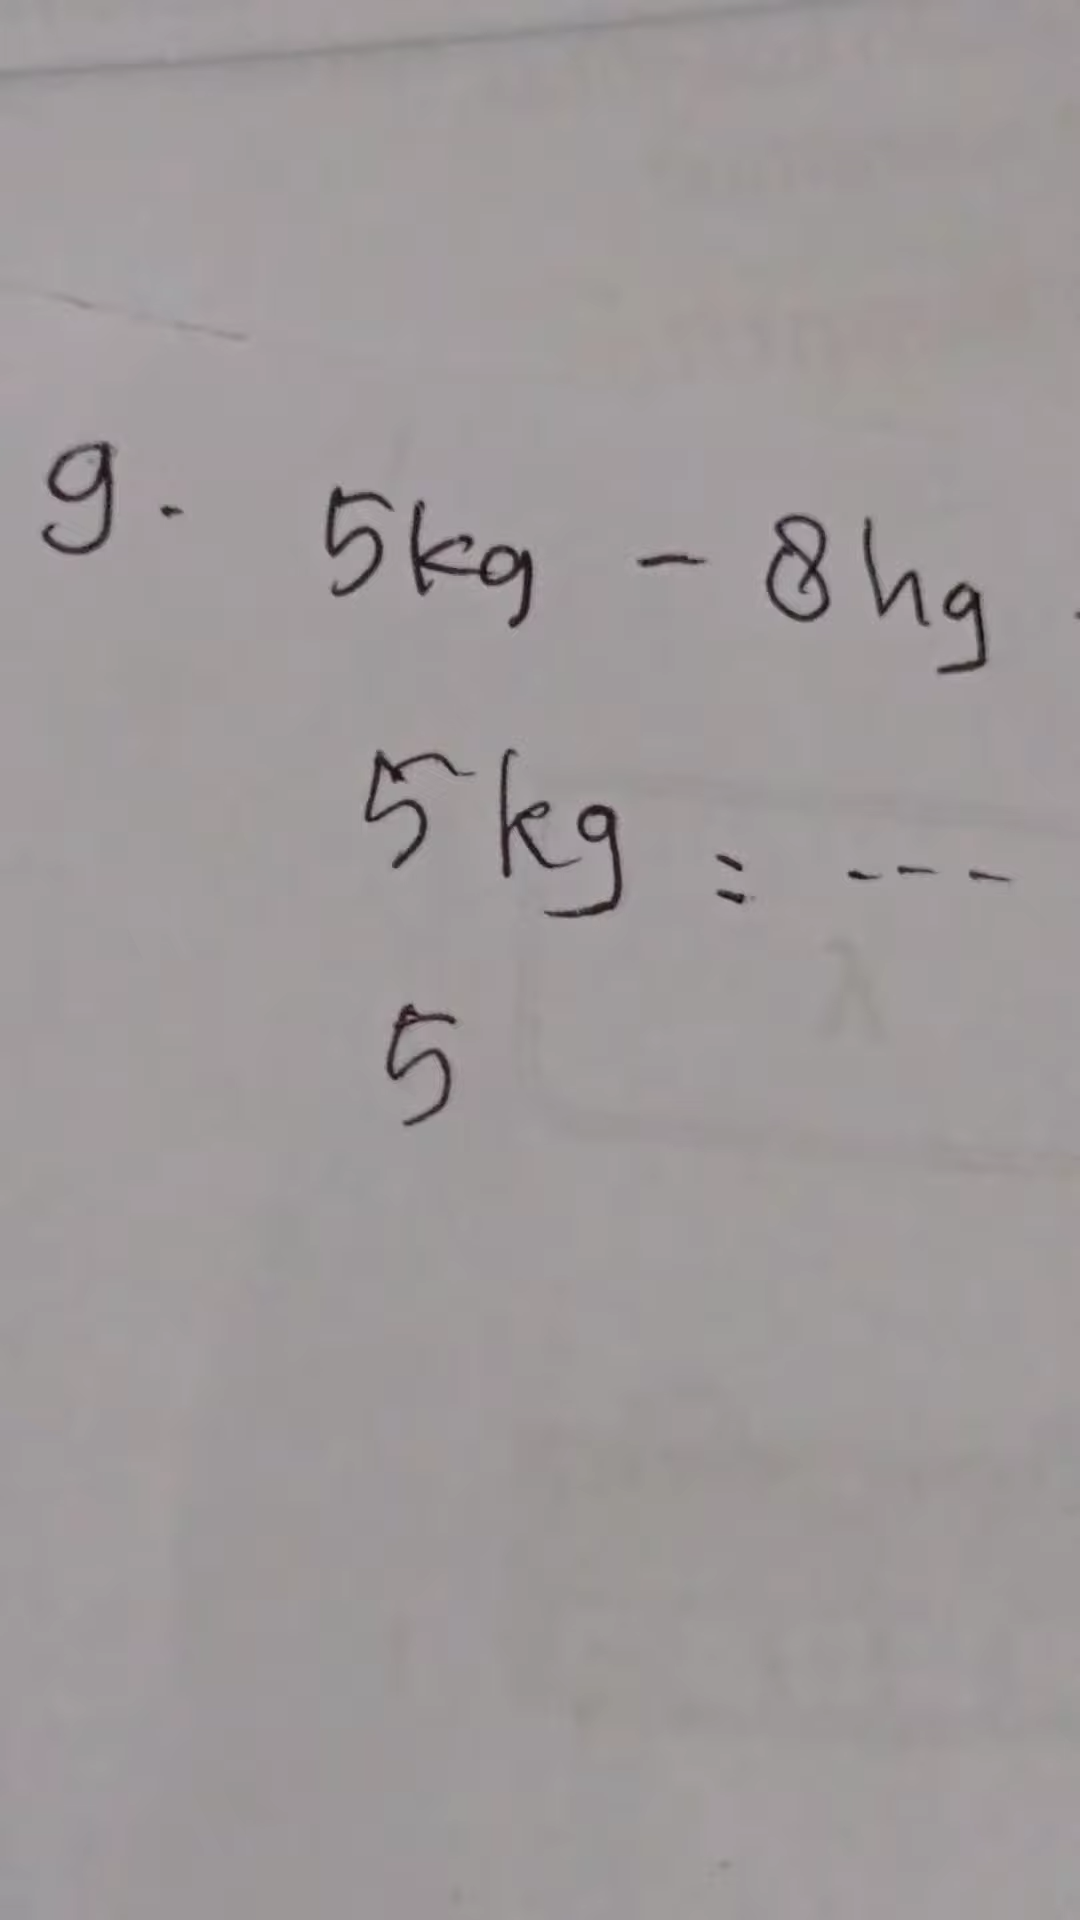 9. 5kg - 8hg
5kg = ---
5